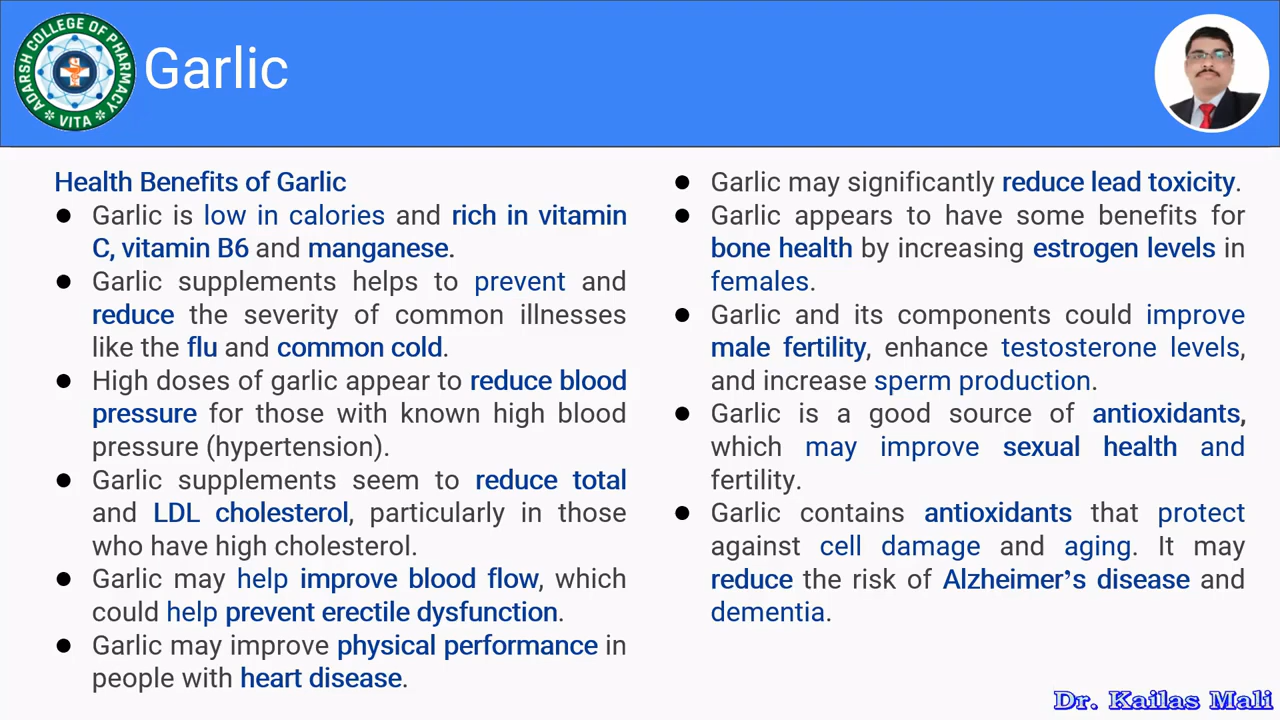 ADARSH COLLEGE OF PHARMACY
VITA
Garlic
Health Benefits of Garlic
● Garlic is low in calories and rich in vitamin
C, vitamin B6 and manganese.
● Garlic supplements helps to prevent and
reduce the severity of common illnesses
like the flu and common cold.
● High doses of garlic appear to reduce blood
pressure for those with known high blood
pressure (hypertension).
● Garlic supplements seem to reduce total
and LDL cholesterol, particularly in those
who have high cholesterol.
● Garlic may help improve blood flow, which
could help prevent erectile dysfunction.
● Garlic may improve physical performance in
people with heart disease.
● Garlic may significantly reduce lead toxicity.
● Garlic appears to have some benefits for
bone health by increasing estrogen levels in
females.
● Garlic and its components could improve
male fertility, enhance testosterone levels,
and increase sperm production.
● Garlic is a good source of antioxidants,
which may improve sexual health and
fertility.
● Garlic contains antioxidants that protect
against cell damage and aging. It may
reduce the risk of Alzheimer’s disease and
dementia.
Dr. Kailas Mali